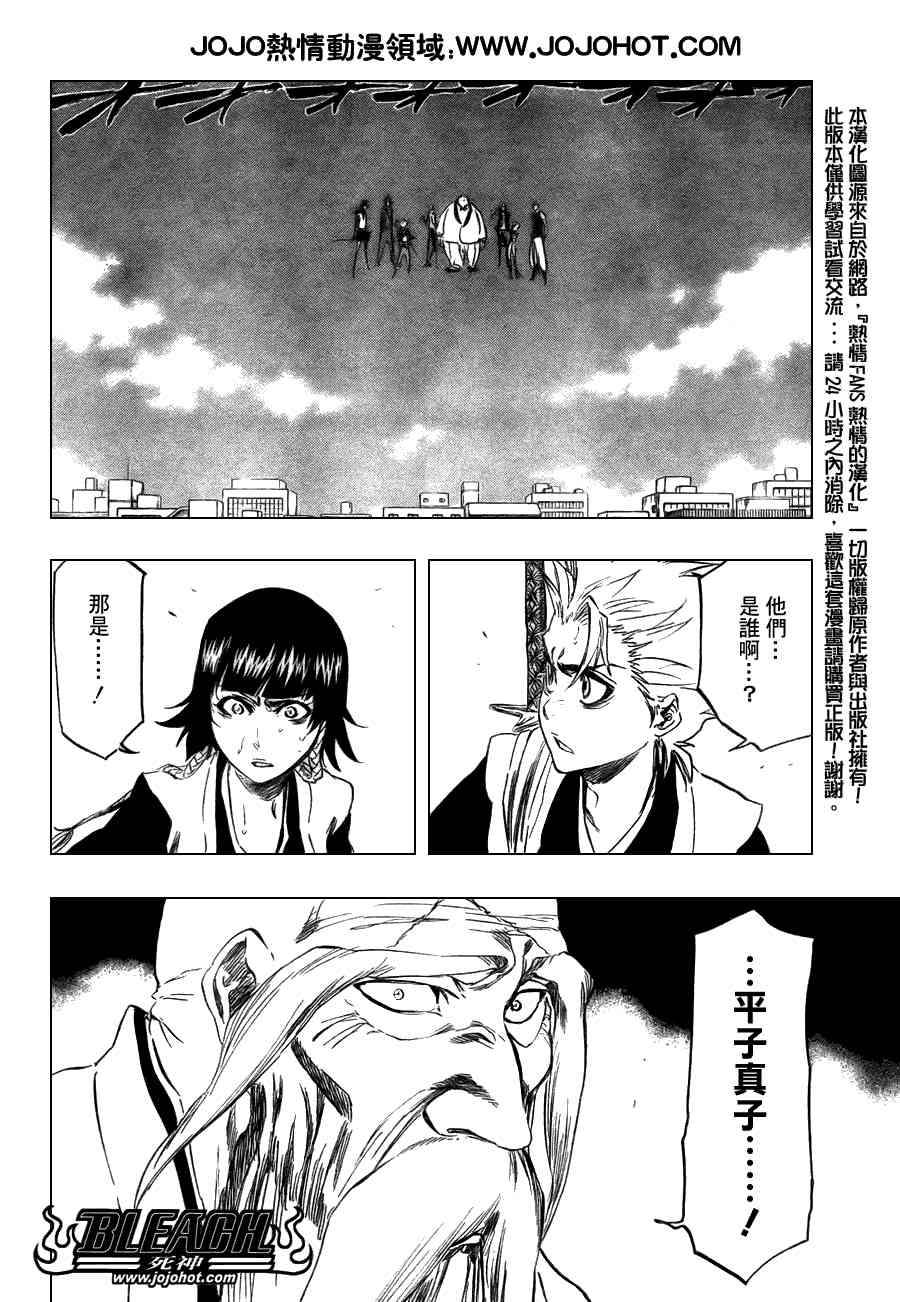 JOJO熱情動漫領域:WWW.JOJOHOT.COM
本漢化圖源來自於網路，『熱情FANS熱情的漢化』一切版權歸原作者與出版社擁有！
此版本僅供學習試看交流…請24小時之內消除，喜歡這套漫畫請購買正版！謝謝。
他們…
是誰啊…？
那是……！
…平子真子……！
BLEACH
死神
www.jojohot.com